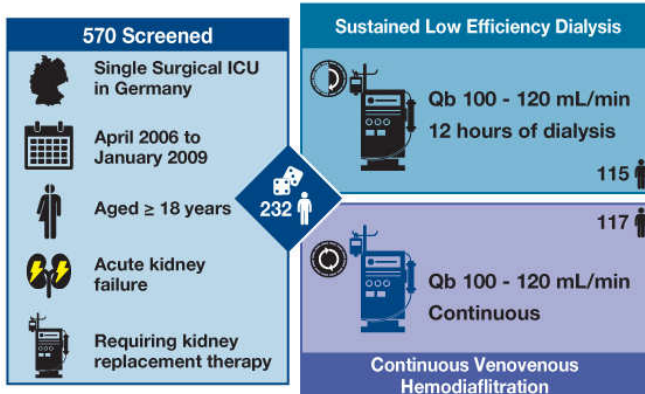 570 Screened
Single Surgical ICU
in Germany
April 2006 to
January 2009
Aged ≥ 18 years
Acute kidney
failure
Requiring kidney
replacement therapy
232
Sustained Low Efficiency Dialysis
Qb 100 - 120 mL/min
12 hours of dialysis
115
117
Qb 100 - 120 mL/min
Continuous
Continuous Venovenous
Hemodiaflitration